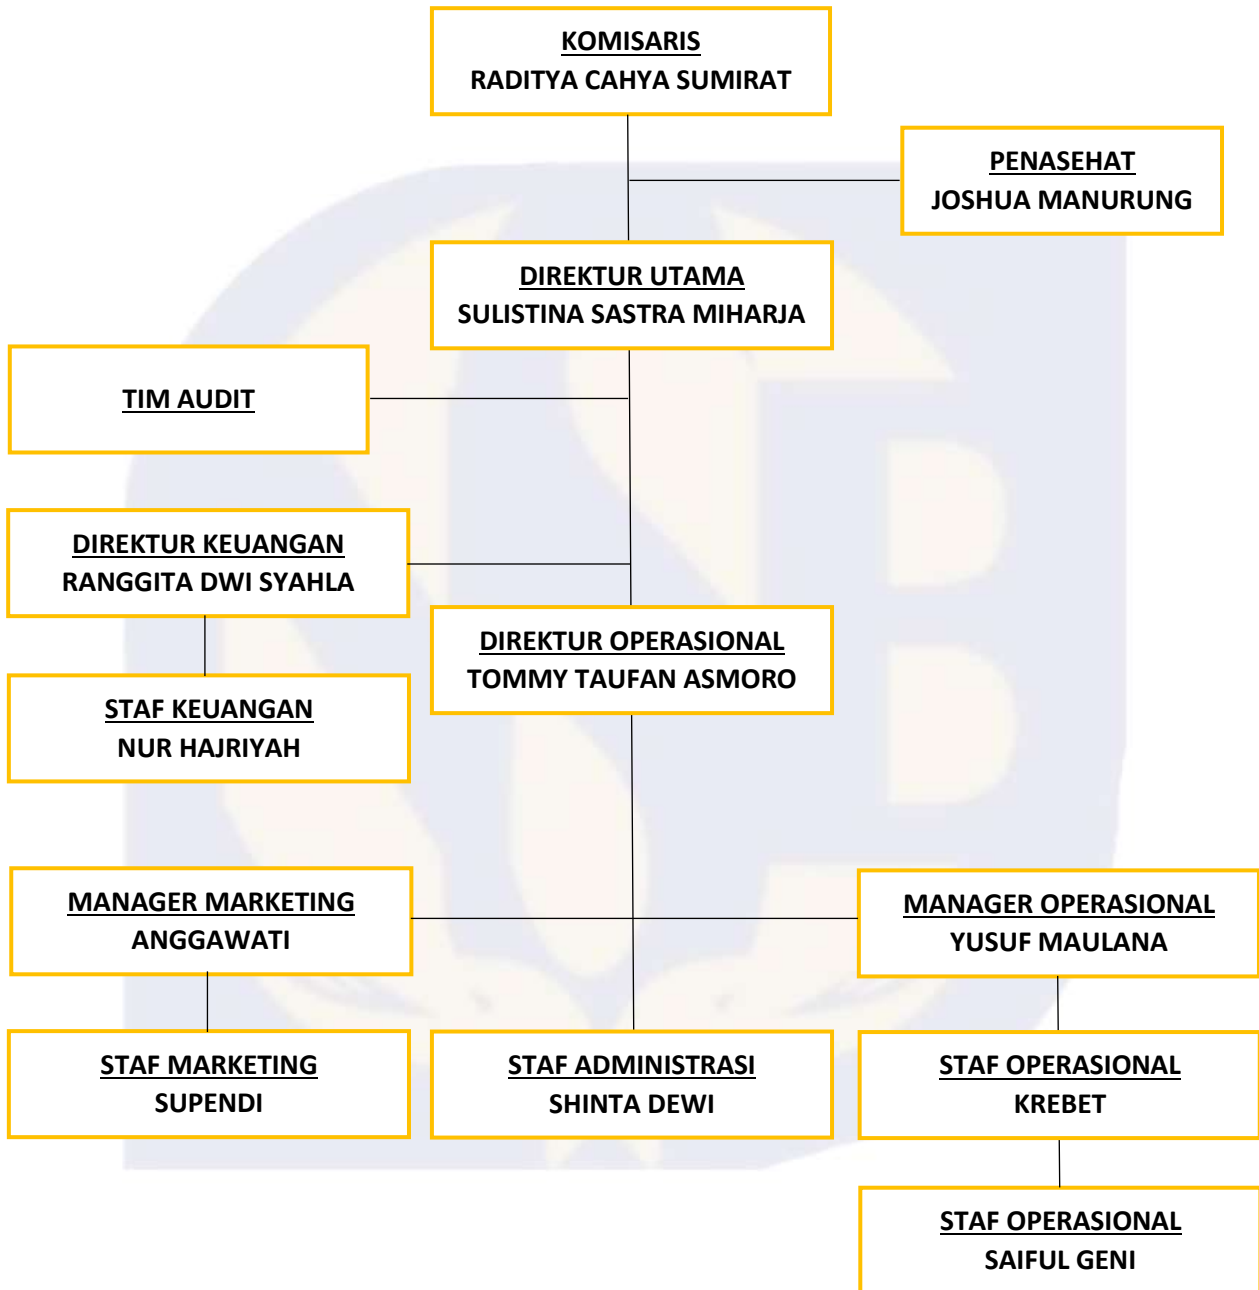 KOMISARIS
RADITYA CAHYA SUMIRAT
PENASEHAT
JOSHUA MANURUNG
DIREKTUR UTAMA
SULISTINA SASTRA MIHARJA
TIM AUDIT
DIREKTUR KEUANGAN
RANGGITA DWI SYAHLA
DIREKTUR OPERASIONAL
TOMMY TAUFAN ASMORO
STAF KEUANGAN
NUR HAJRIYAH
MANAGER MARKETING
ANGGAWATI
MANAGER OPERASIONAL
YUSUF MAULANA
STAF MARKETING
SUPENDI
STAF ADMINISTRASI
SHINTA DEWI
STAF OPERASIONAL
KREBET
STAF OPERASIONAL
SAIFUL GENI